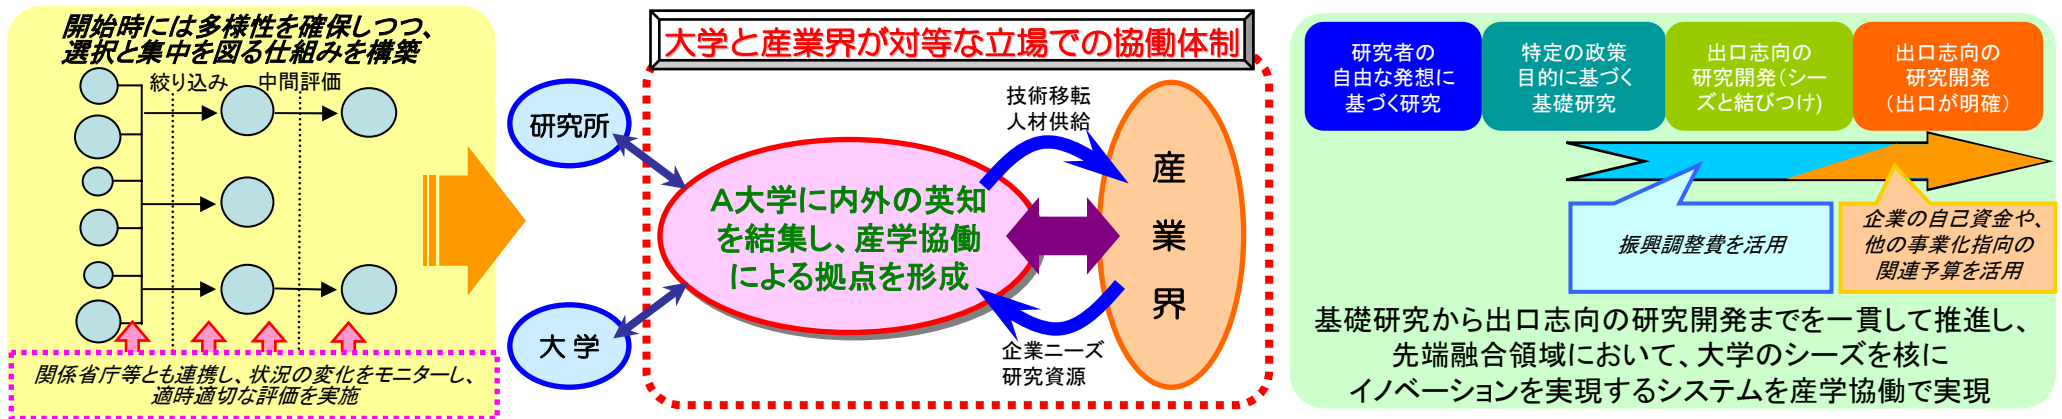 開始時には多様性を確保しつつ、
選択と集中を図る仕組みを構築
絞り込み
中間評価
関係省庁等とも連携し、状況の変化をモニターし、
適時適切な評価を実施
大学と産業界が対等な立場での協働体制
研究所
大学
A大学に内外の英知
を結集し、産学協働
による拠点を形成
技術移転
人材供給
産
業
界
企業ニーズ
研究資源
研究者の
自由な発想に
基づく研究
特定の政策
目的に基づく
基礎研究
出口志向の
研究開発(シー
ズと結びつけ)
出口志向の
研究開発
(出口が明確)
振興調整費を活用
企業の自己資金や、
他の事業化指向の
関連予算を活用
基礎研究から出口志向の研究開発までを一貫して推進し、
先端融合領域において、大学のシーズを核に
イノベーションを実現するシステムを産学協働で実現